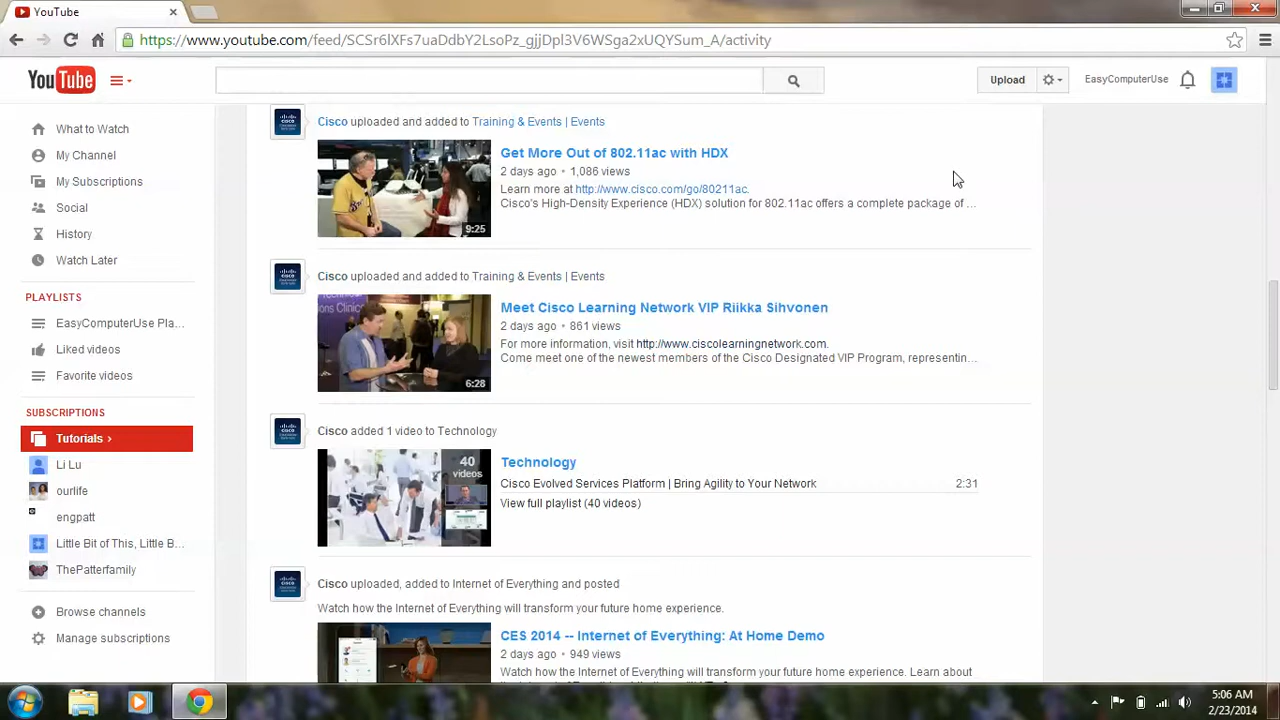 YouTube
https://www.youtube.com/feed/SCSr6lXFs7uaDdbY2LsoPz_gjjDpl3V6WSga2xUQYSum_A/activity
YouTube
Upload
EasyComputerUse
What to Watch
My Channel
My Subscriptions
Social
History
Watch Later
PLAYLISTS
EasyComputerUse Pla...
Liked videos
Favorite videos
SUBSCRIPTIONS
Tutorials ›
Li Lu
ourlife
engpatt
Little Bit of This, Little B...
ThePatterfamily
Browse channels
Manage subscriptions
Cisco uploaded and added to Training & Events | Events
Get More Out of 802.11ac with HDX
2 days ago • 1,086 views
Learn more at http://www.cisco.com/go/80211ac.
Cisco's High-Density Experience (HDX) solution for 802.11ac offers a complete package of ...
9:25
Cisco uploaded and added to Training & Events | Events
Meet Cisco Learning Network VIP Riikka Sihvonen
2 days ago • 861 views
For more information, visit http://www.ciscolearningnetwork.com.
Come meet one of the newest members of the Cisco Designated VIP Program, representin...
6:28
Cisco added 1 video to Technology
40 videos
Technology
Cisco Evolved Services Platform | Bring Agility to Your Network 2:31
View full playlist (40 videos)
Cisco uploaded, added to Internet of Everything and posted
Watch how the Internet of Everything will transform your future home experience.
CES 2014 -- Internet of Everything: At Home Demo
2 days ago • 949 views
Watch how the Internet of Everything will transform your future home experience. Learn about
5:06 AM
2/23/2014